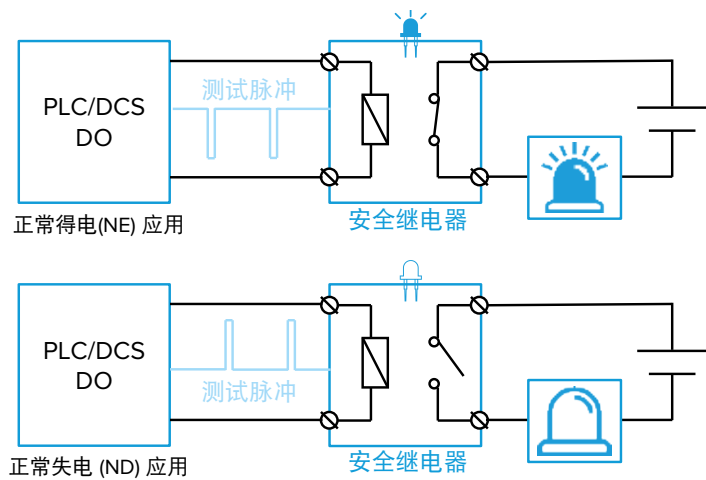 PLC/DCS
DO
测试脉冲
正常得电(NE) 应用
安全继电器
PLC/DCS
DO
测试脉冲
正常失电 (ND) 应用
安全继电器